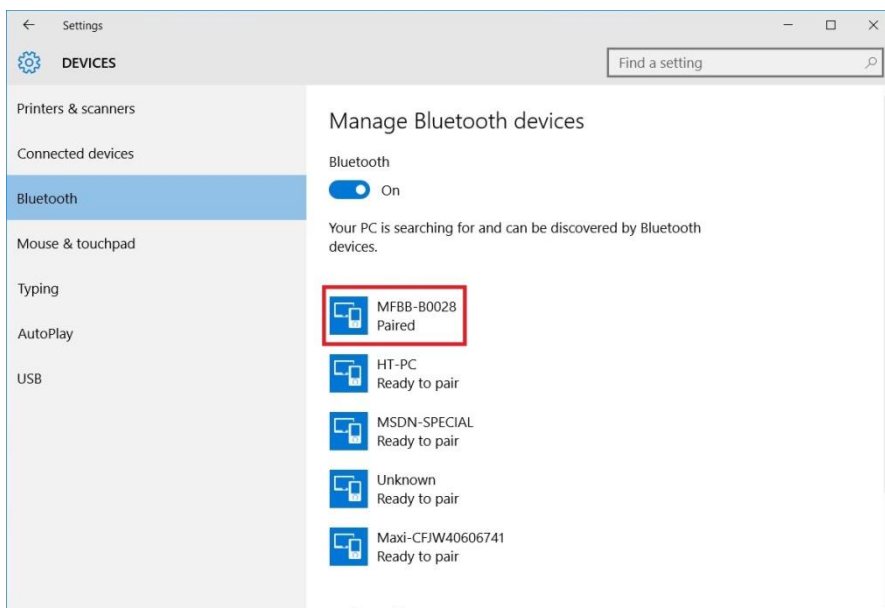 Settings
DEVICES
Find a setting
Printers & scanners
Connected devices
Bluetooth
Mouse & touchpad
Typing
AutoPlay
USB
Manage Bluetooth devices
Bluetooth
On
Your PC is searching for and can be discovered by Bluetooth
devices.
MFBB-B0028
Paired
HT-PC
Ready to pair
MSDN-SPECIAL
Ready to pair
Unknown
Ready to pair
Maxi-CFJW40606741
Ready to pair